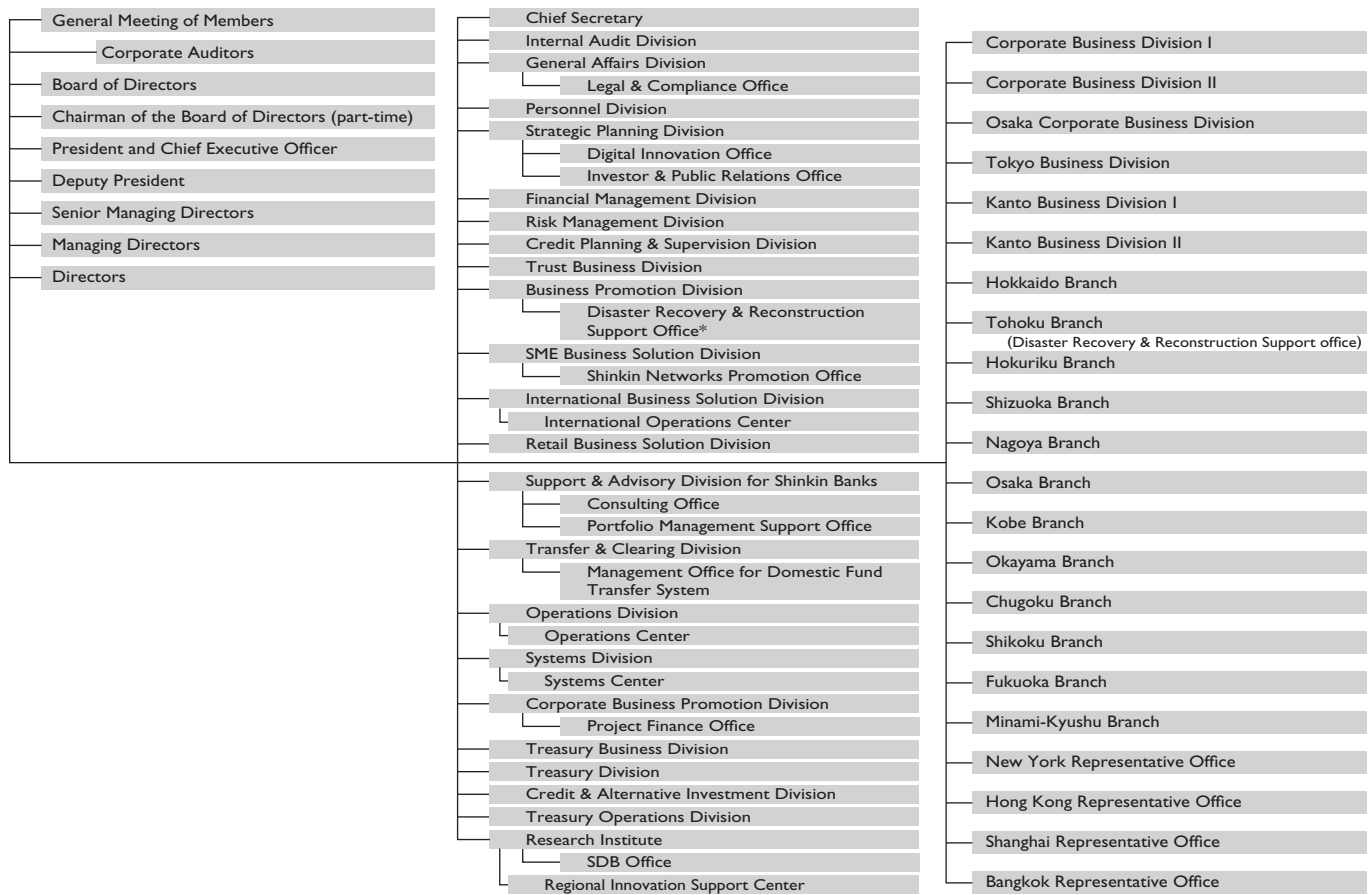 General Meeting of Members
Corporate Auditors
Board of Directors
Chairman of the Board of Directors (part-time)
President and Chief Executive Officer
Deputy President
Senior Managing Directors
Managing Directors
Directors
Chief Secretary
Internal Audit Division
General Affairs Division
Legal & Compliance Office
Personnel Division
Strategic Planning Division
Digital Innovation Office
Investor & Public Relations Office
Financial Management Division
Risk Management Division
Credit Planning & Supervision Division
Trust Business Division
Business Promotion Division
Disaster Recovery & Reconstruction
Support Office*
SME Business Solution Division
Shinkin Networks Promotion Office
International Business Solution Division
International Operations Center
Retail Business Solution Division
Support & Advisory Division for Shinkin Banks
Consulting Office
Portfolio Management Support Office
Transfer & Clearing Division
Management Office for Domestic Fund
Transfer System
Operations Division
Operations Center
Systems Division
Systems Center
Corporate Business Promotion Division
Project Finance Office
Treasury Business Division
Treasury Division
Credit & Alternative Investment Division
Treasury Operations Division
Research Institute
SDB Office
Regional Innovation Support Center
Corporate Business Division I
Corporate Business Division II
Osaka Corporate Business Division
Tokyo Business Division
Kanto Business Division I
Kanto Business Division II
Hokkaido Branch
Tohoku Branch
(Disaster Recovery & Reconstruction Support office)
Hokuriku Branch
Shizuoka Branch
Nagoya Branch
Osaka Branch
Kobe Branch
Okayama Branch
Chugoku Branch
Shikoku Branch
Fukuoka Branch
Minami-Kyushu Branch
New York Representative Office
Hong Kong Representative Office
Shanghai Representative Office
Bangkok Representative Office